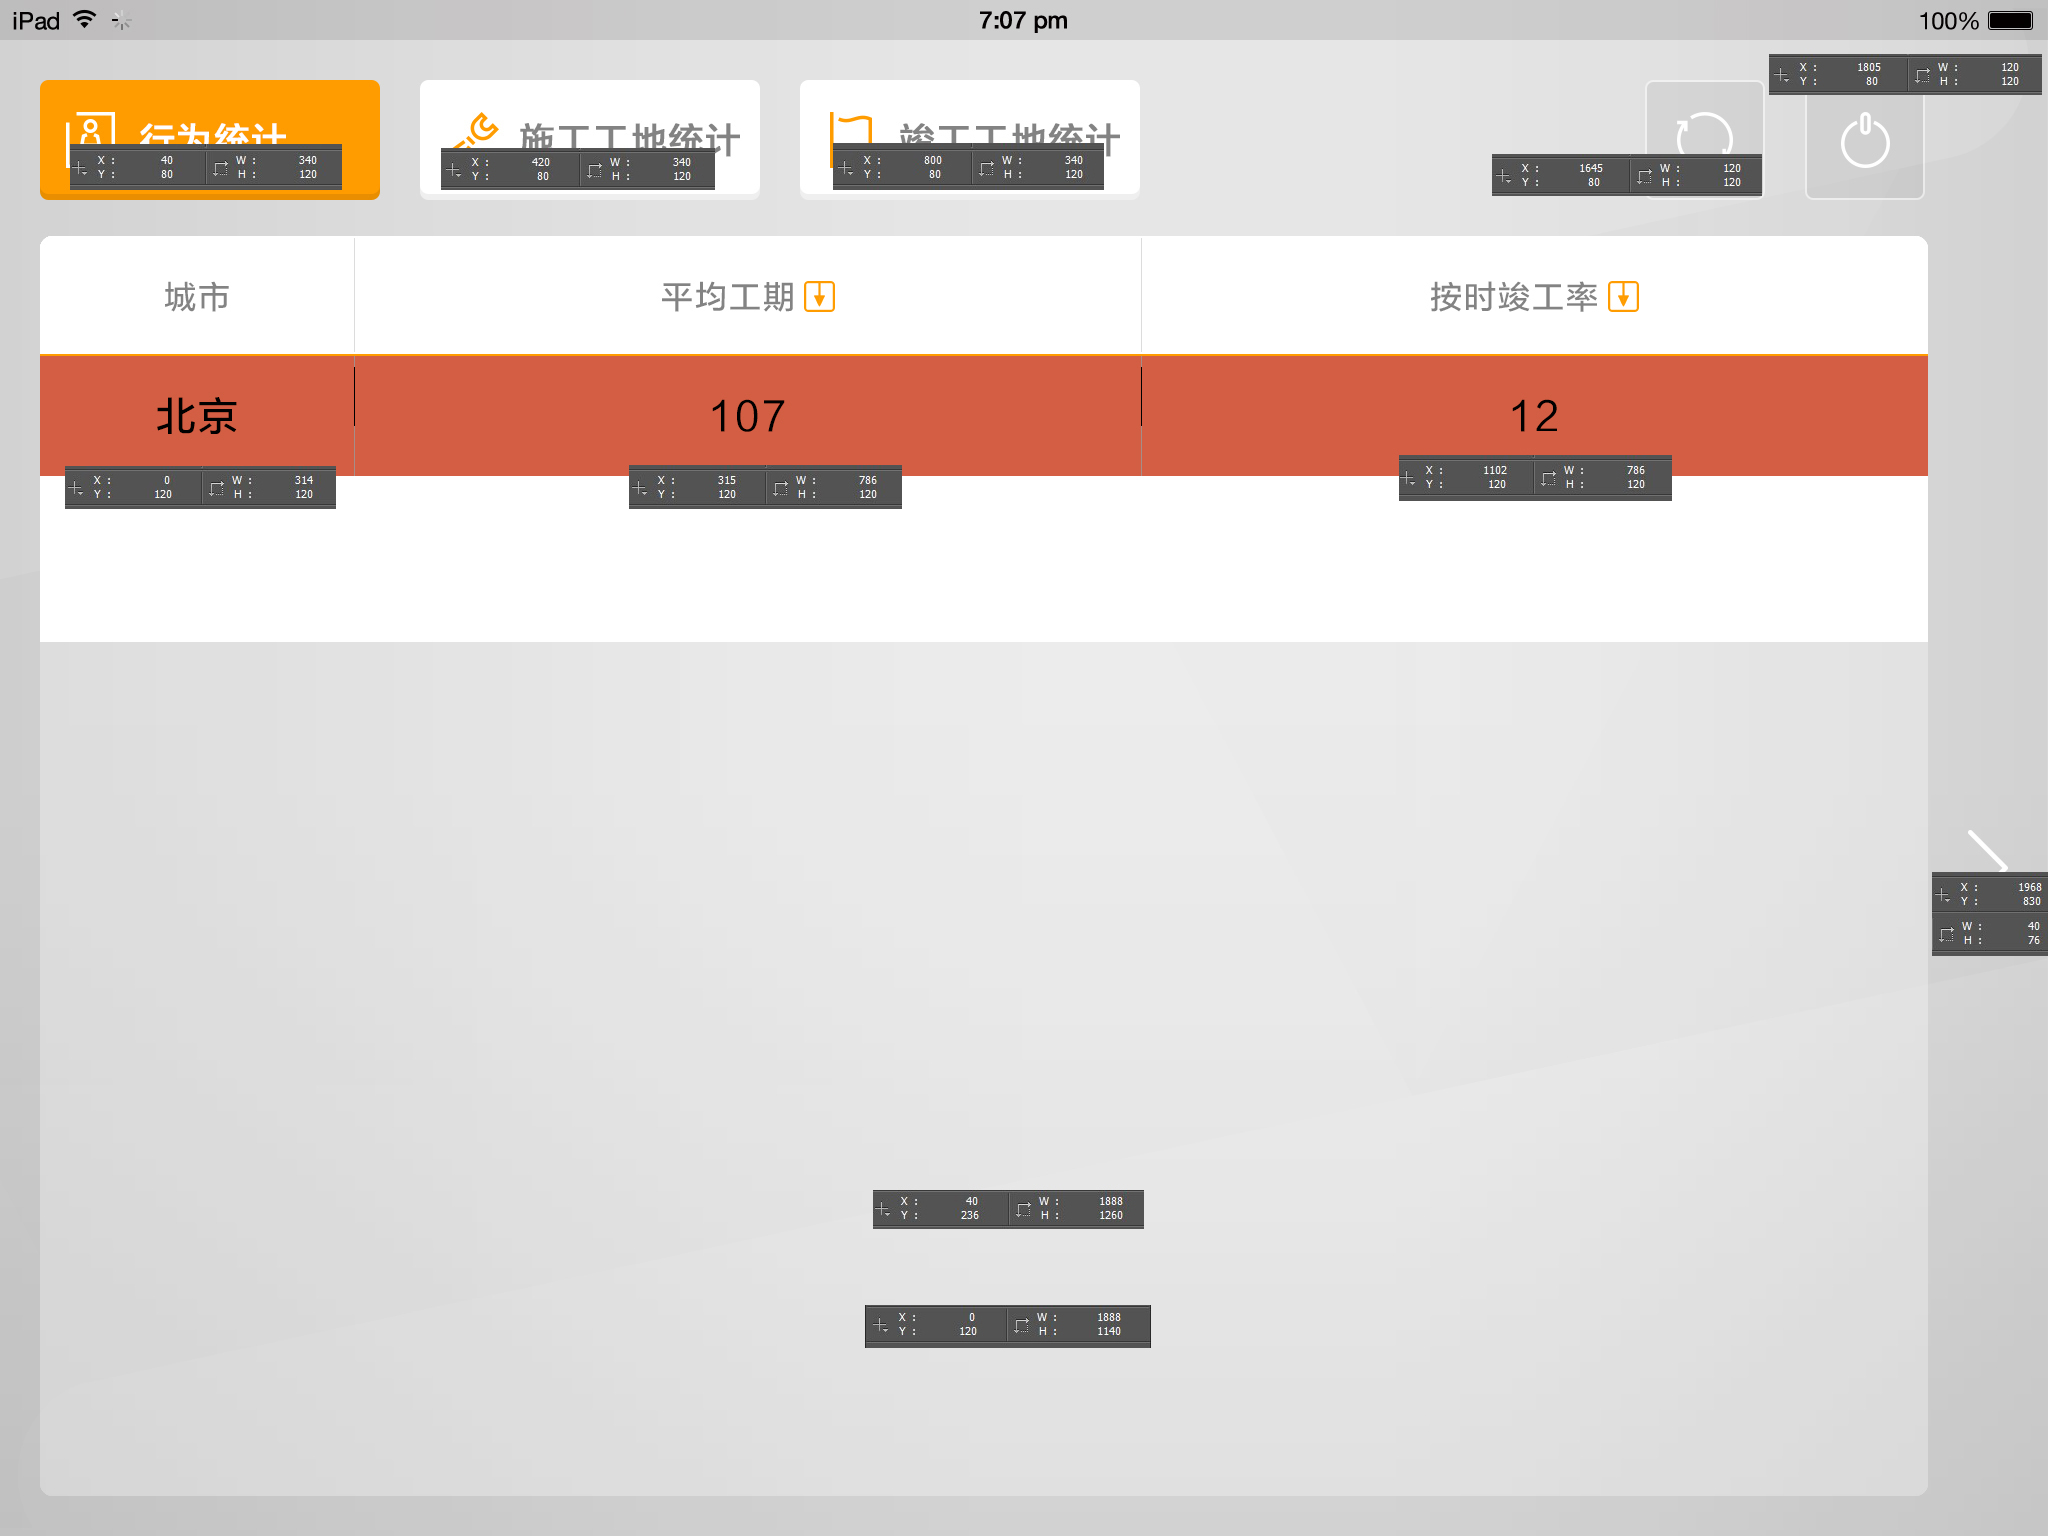 iPad 7:07 pm 100%
X : 1805 W : 120
Y : 80 H : 120
行为统计 施工工地统计 竣工工地统计
X : 40 W : 340
Y : 80 H : 120
X : 420 W : 340
Y : 80 H : 120
X : 800 W : 340
Y : 80 H : 120
X : 1645 W : 120
Y : 80 H : 120
城市 平均工期 按时竣工率
北京 107 12
X : 0 W : 314
Y : 120 H : 120
X : 315 W : 786
Y : 120 H : 120
X : 1102 W : 786
Y : 120 H : 120
X : 1968
Y : 830
W : 40
H : 76
X : 40 W : 1888
Y : 236 H : 1260
X : 0 W : 1888
Y : 120 H : 1140